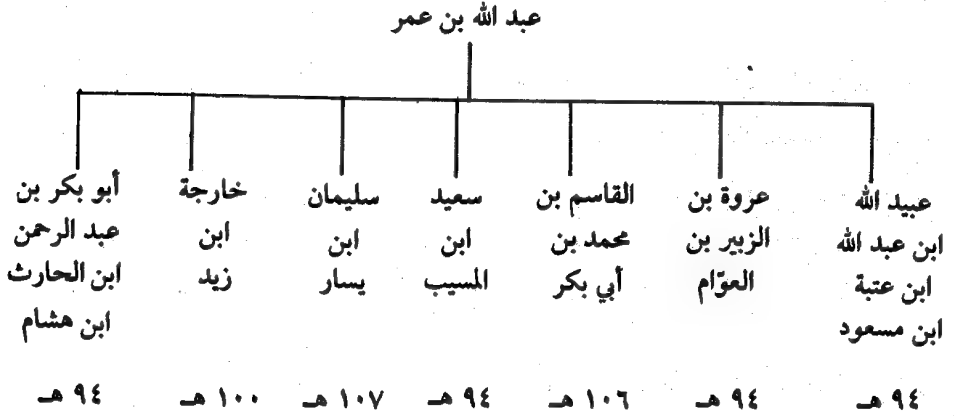 عبد الله بن عمر
عبيد الله
ابن عبد الله
ابن عتبة
ابن مسعود
٩٤ هـ
عروة بن
الزبير بن
العوّام
٩٤ هـ
القاسم بن
محمد بن
أبي بكر
١٠٦ هـ
سعيد
ابن
المسيب
٩٤ هـ
سليمان
ابن
يسار
١٠٧ هـ
خارجة
ابن
زيد
١٠٠ هـ
أبو بكر بن
عبد الرحمن
ابن الحارث
ابن هشام
٩٤ هـ